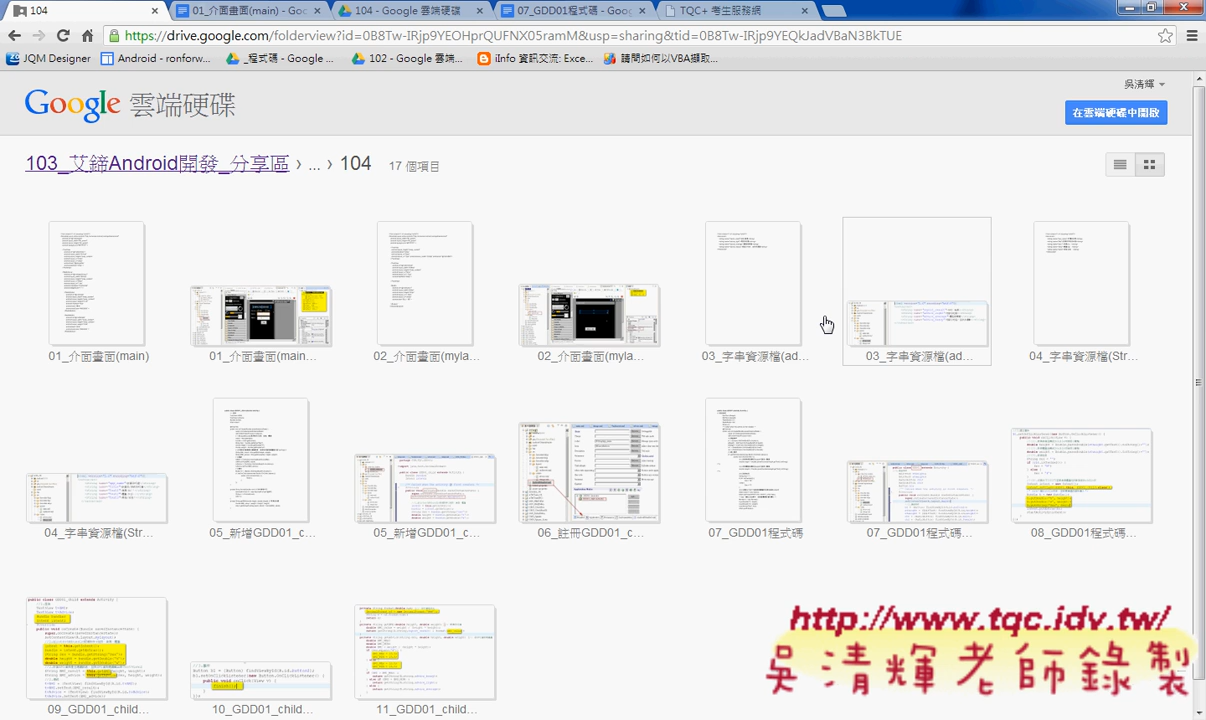 104
01_介面畫面(main) - Goo
104 - Google 雲端硬碟
07_GDD01程式碼 - Goog
TQC+ 考生服務網
https://drive.google.com/folderview?id=0B8Tw-IRjp9YEOHprQUFNX05ramM&usp=sharing&tid=0B8Tw-IRjp9YEQkJadVBaN3BkTUE
JQM Designer
Android - ronforw...
_程式碼 - Google ...
102 - Google 雲端...
iInfo 資訊交流: Exce...
請問如何以VBA擷取...
吳清輝
Google 雲端硬碟
在雲端硬碟中開啟
103_艾鍗Android開發_分享區 › ... › 104 17 個項目
01_介面畫面(main)
01_介面畫面(main...
02_介面畫面(myla...
02_介面畫面(myla...
03_字串資源檔(ad...
03_字串資源檔(ad...
04_字串資源檔(Str...
04_字串資源檔(Str...
05_新增GDD01_c...
05_新增GDD01_c...
06_註冊GDD01_c...
07_GDD01程式碼
07_GDD01程式碼...
08_GDD01程式碼...
09_GDD01_child...
10_GDD01_child...
11_GDD01_child...
http://www.tqc.idv.tw/
吳清輝老師錄製